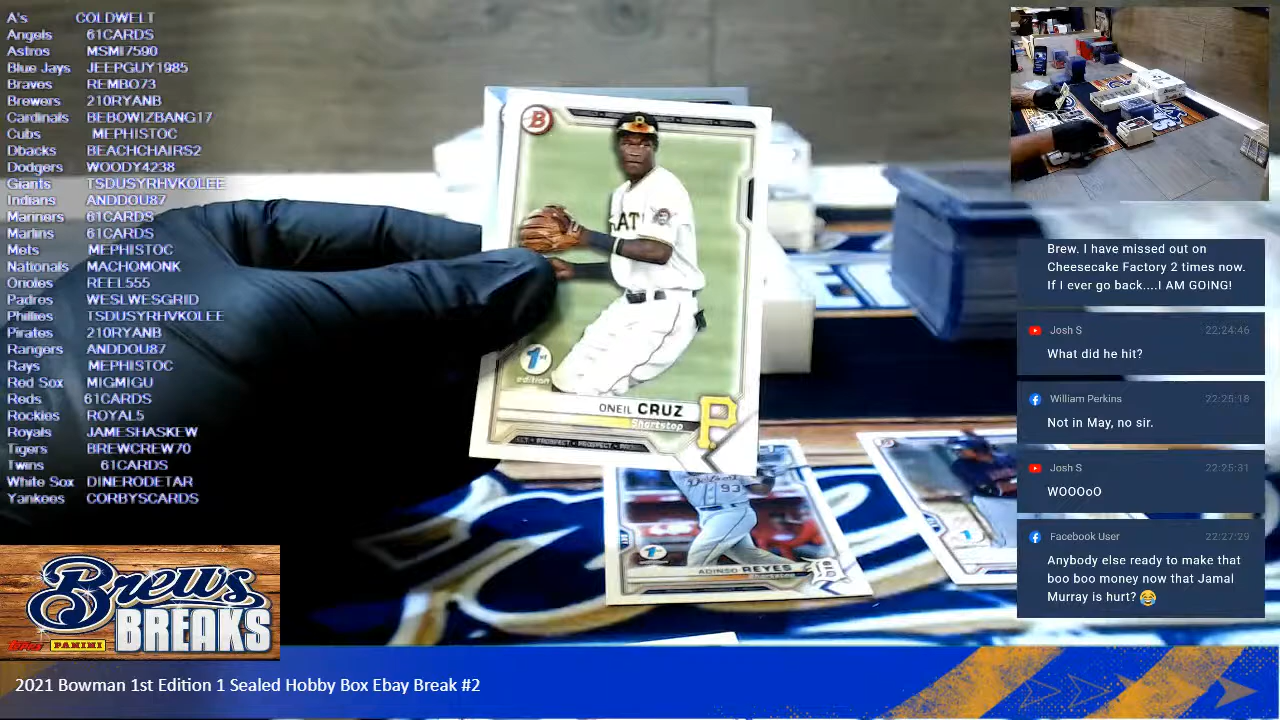 A's COLDWELT
Angels 61CARDS
Astros MSMI7590
Blue Jays JEEPGUY1985
Braves REMBO73
Brewers 210RYANB
Cardinals BEBOWIZBANG17
Cubs MEPHISTOC
Dbacks BEACHCHAIRS2
Dodgers WOODY4238
Giants TSDUSYRHVKOLEE
Indians ANDDOU87
Mariners 61CARDS
Marlins 61CARDS
Mets MEPHISTOC
Nationals MACHOMONK
Orioles REEL555
Padres WESLWESGRID
Phillies TSDUSYRHVKOLEE
Pirates 210RYANB
Rangers ANDDOU87
Rays MEPHISTOC
Red Sox MIGMIGU
Reds 61CARDS
Rockies ROYAL5
Royals JAMESHASKEW
Tigers BREWCREW70
Twins 61CARDS
White Sox DINERODETAR
Yankees CORBYSCARDS
B
1st
edition
ONEIL CRUZ
Shortstop
P
PROSPECT
93
1st
ADINSO REYES
Shortstop
Brew. I have missed out on
Cheesecake Factory 2 times now.
If I ever go back....I AM GOING!
Josh S 22:24:46
What did he hit?
William Perkins 22:25:18
Not in May, no sir.
Josh S 22:25:31
WOOOoO
Facebook User 22:27:29
Anybody else ready to make that
boo boo money now that Jamal
Murray is hurt? 😂
Brews
BREAKS
Topps PANINI
2021 Bowman 1st Edition 1 Sealed Hobby Box Ebay Break #2